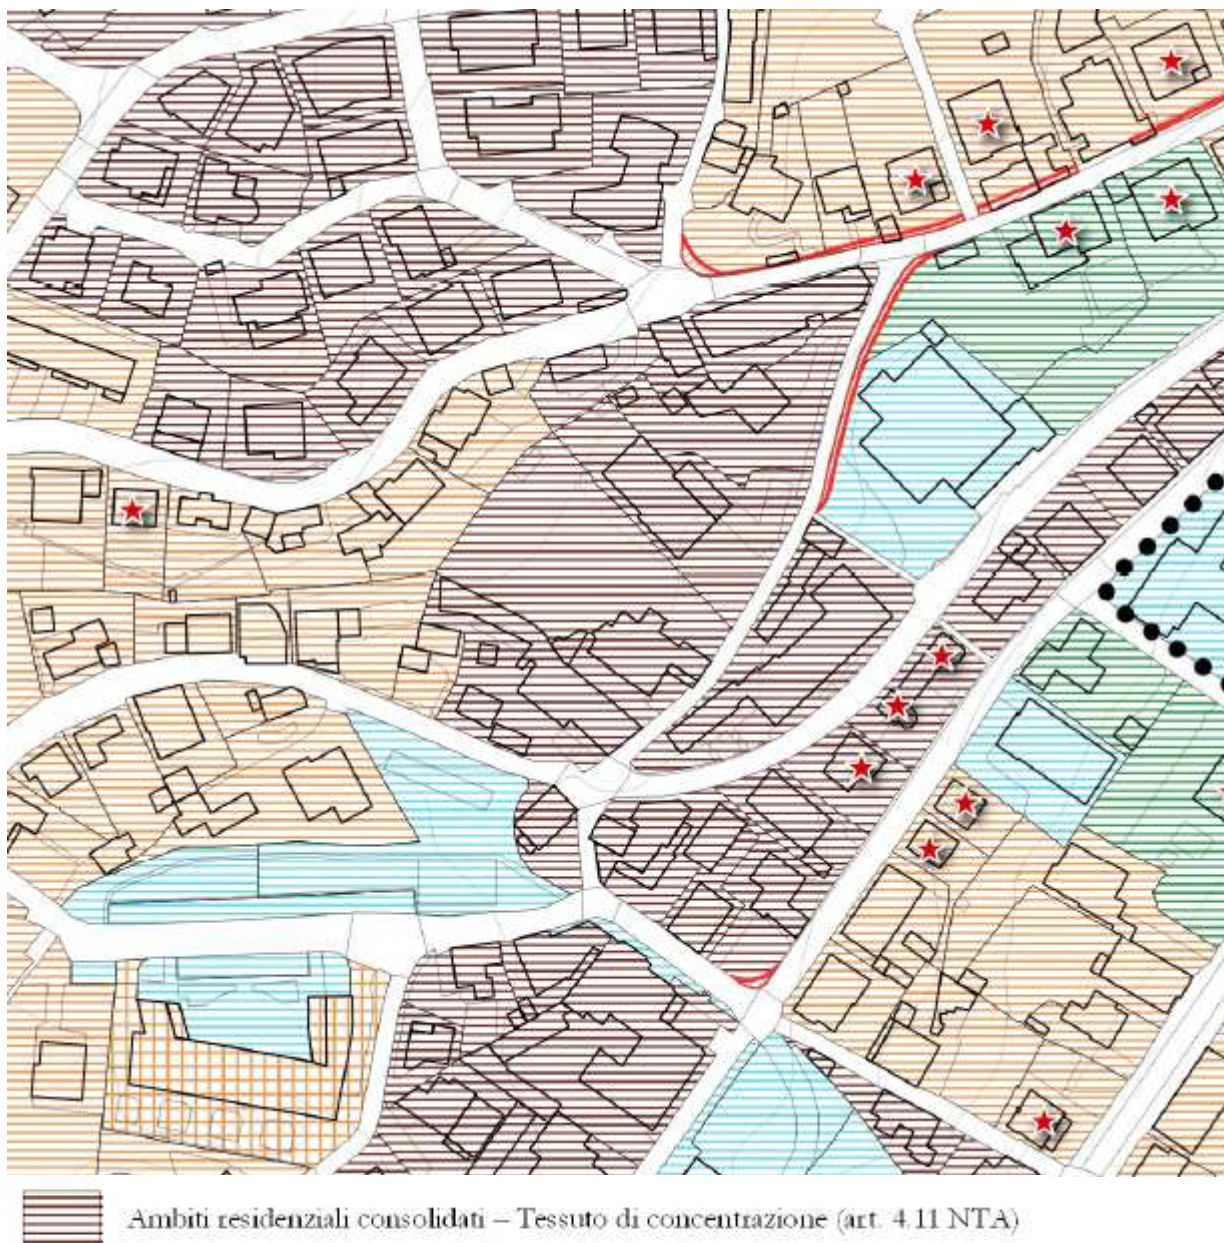 Ambiti residenziali consolidati – Tessuto di concentrazione (art. 4.11 NTA)